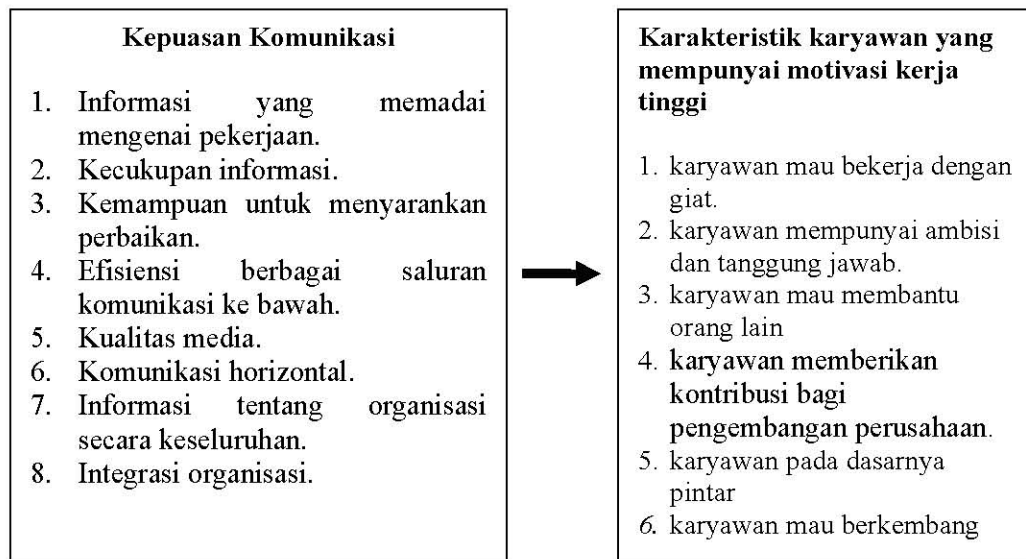 Kepuasan Komunikasi
1. Informasi yang memadai
mengenai pekerjaan.
2. Kecukupan informasi.
3. Kemampuan untuk menyarankan
perbaikan.
4. Efisiensi berbagai saluran
komunikasi ke bawah.
5. Kualitas media.
6. Komunikasi horizontal.
7. Informasi tentang organisasi
secara keseluruhan.
8. Integrasi organisasi.
Karakteristik karyawan yang
mempunyai motivasi kerja
tinggi
1. karyawan mau bekerja dengan
giat.
2. karyawan mempunyai ambisi
dan tanggung jawab.
3. karyawan mau membantu
orang lain
4. karyawan memberikan
kontribusi bagi
pengembangan perusahaan.
5. karyawan pada dasarnya
pintar
6. karyawan mau berkembang